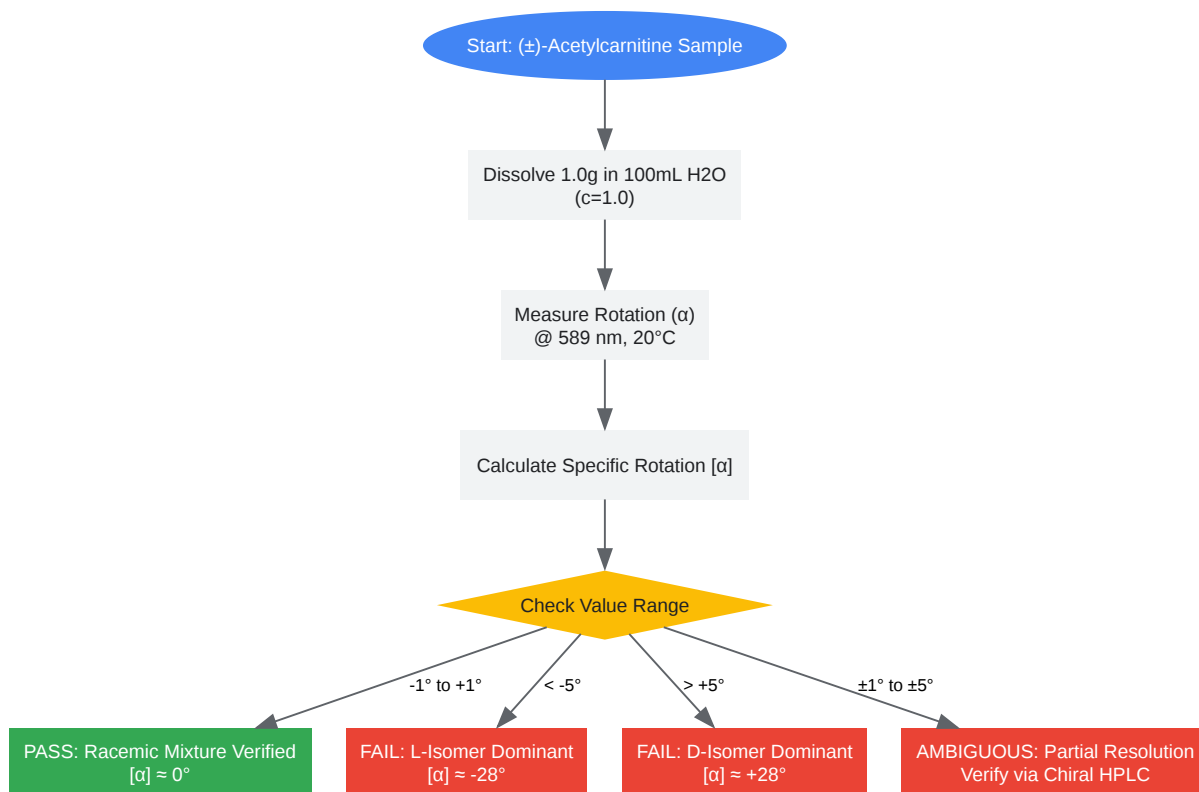 Start: (±)-Acetylcarnitine Sample
Dissolve 1.0g in 100mL H2O
(c=1.0)
Measure Rotation (α)
@ 589 nm, 20°C
Calculate Specific Rotation [α]
Check Value Range
-1° to +1°
< -5°
> +5°
±1° to ±5°
PASS: Racemic Mixture Verified
[α] ≈ 0°
FAIL: L-Isomer Dominant
[α] ≈ -28°
FAIL: D-Isomer Dominant
[α] ≈ +28°
AMBIGUOUS: Partial Resolution
Verify via Chiral HPLC